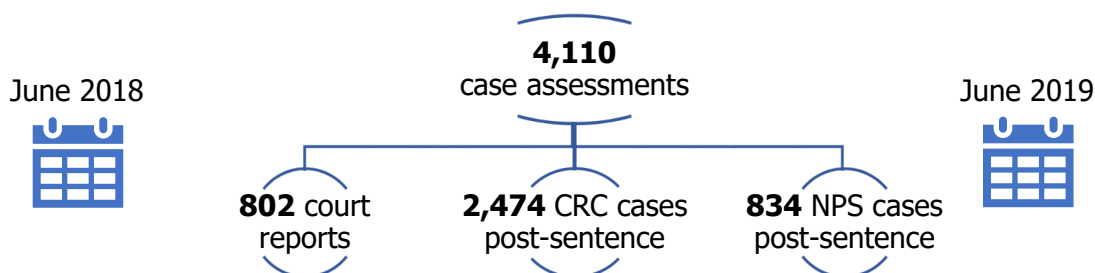 4,110
case assessments
June 2018
June 2019
802 court
reports
2,474 CRC cases
post-sentence
834 NPS cases
post-sentence